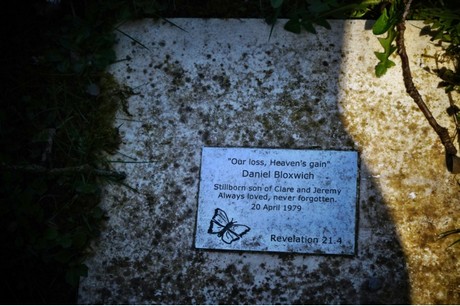 "Our loss, Heaven's gain"
Daniel Bloxwich
Stillborn son of Clare and Jeremy
Always loved, never forgotten.
20 April 1979
Revelation 21.4